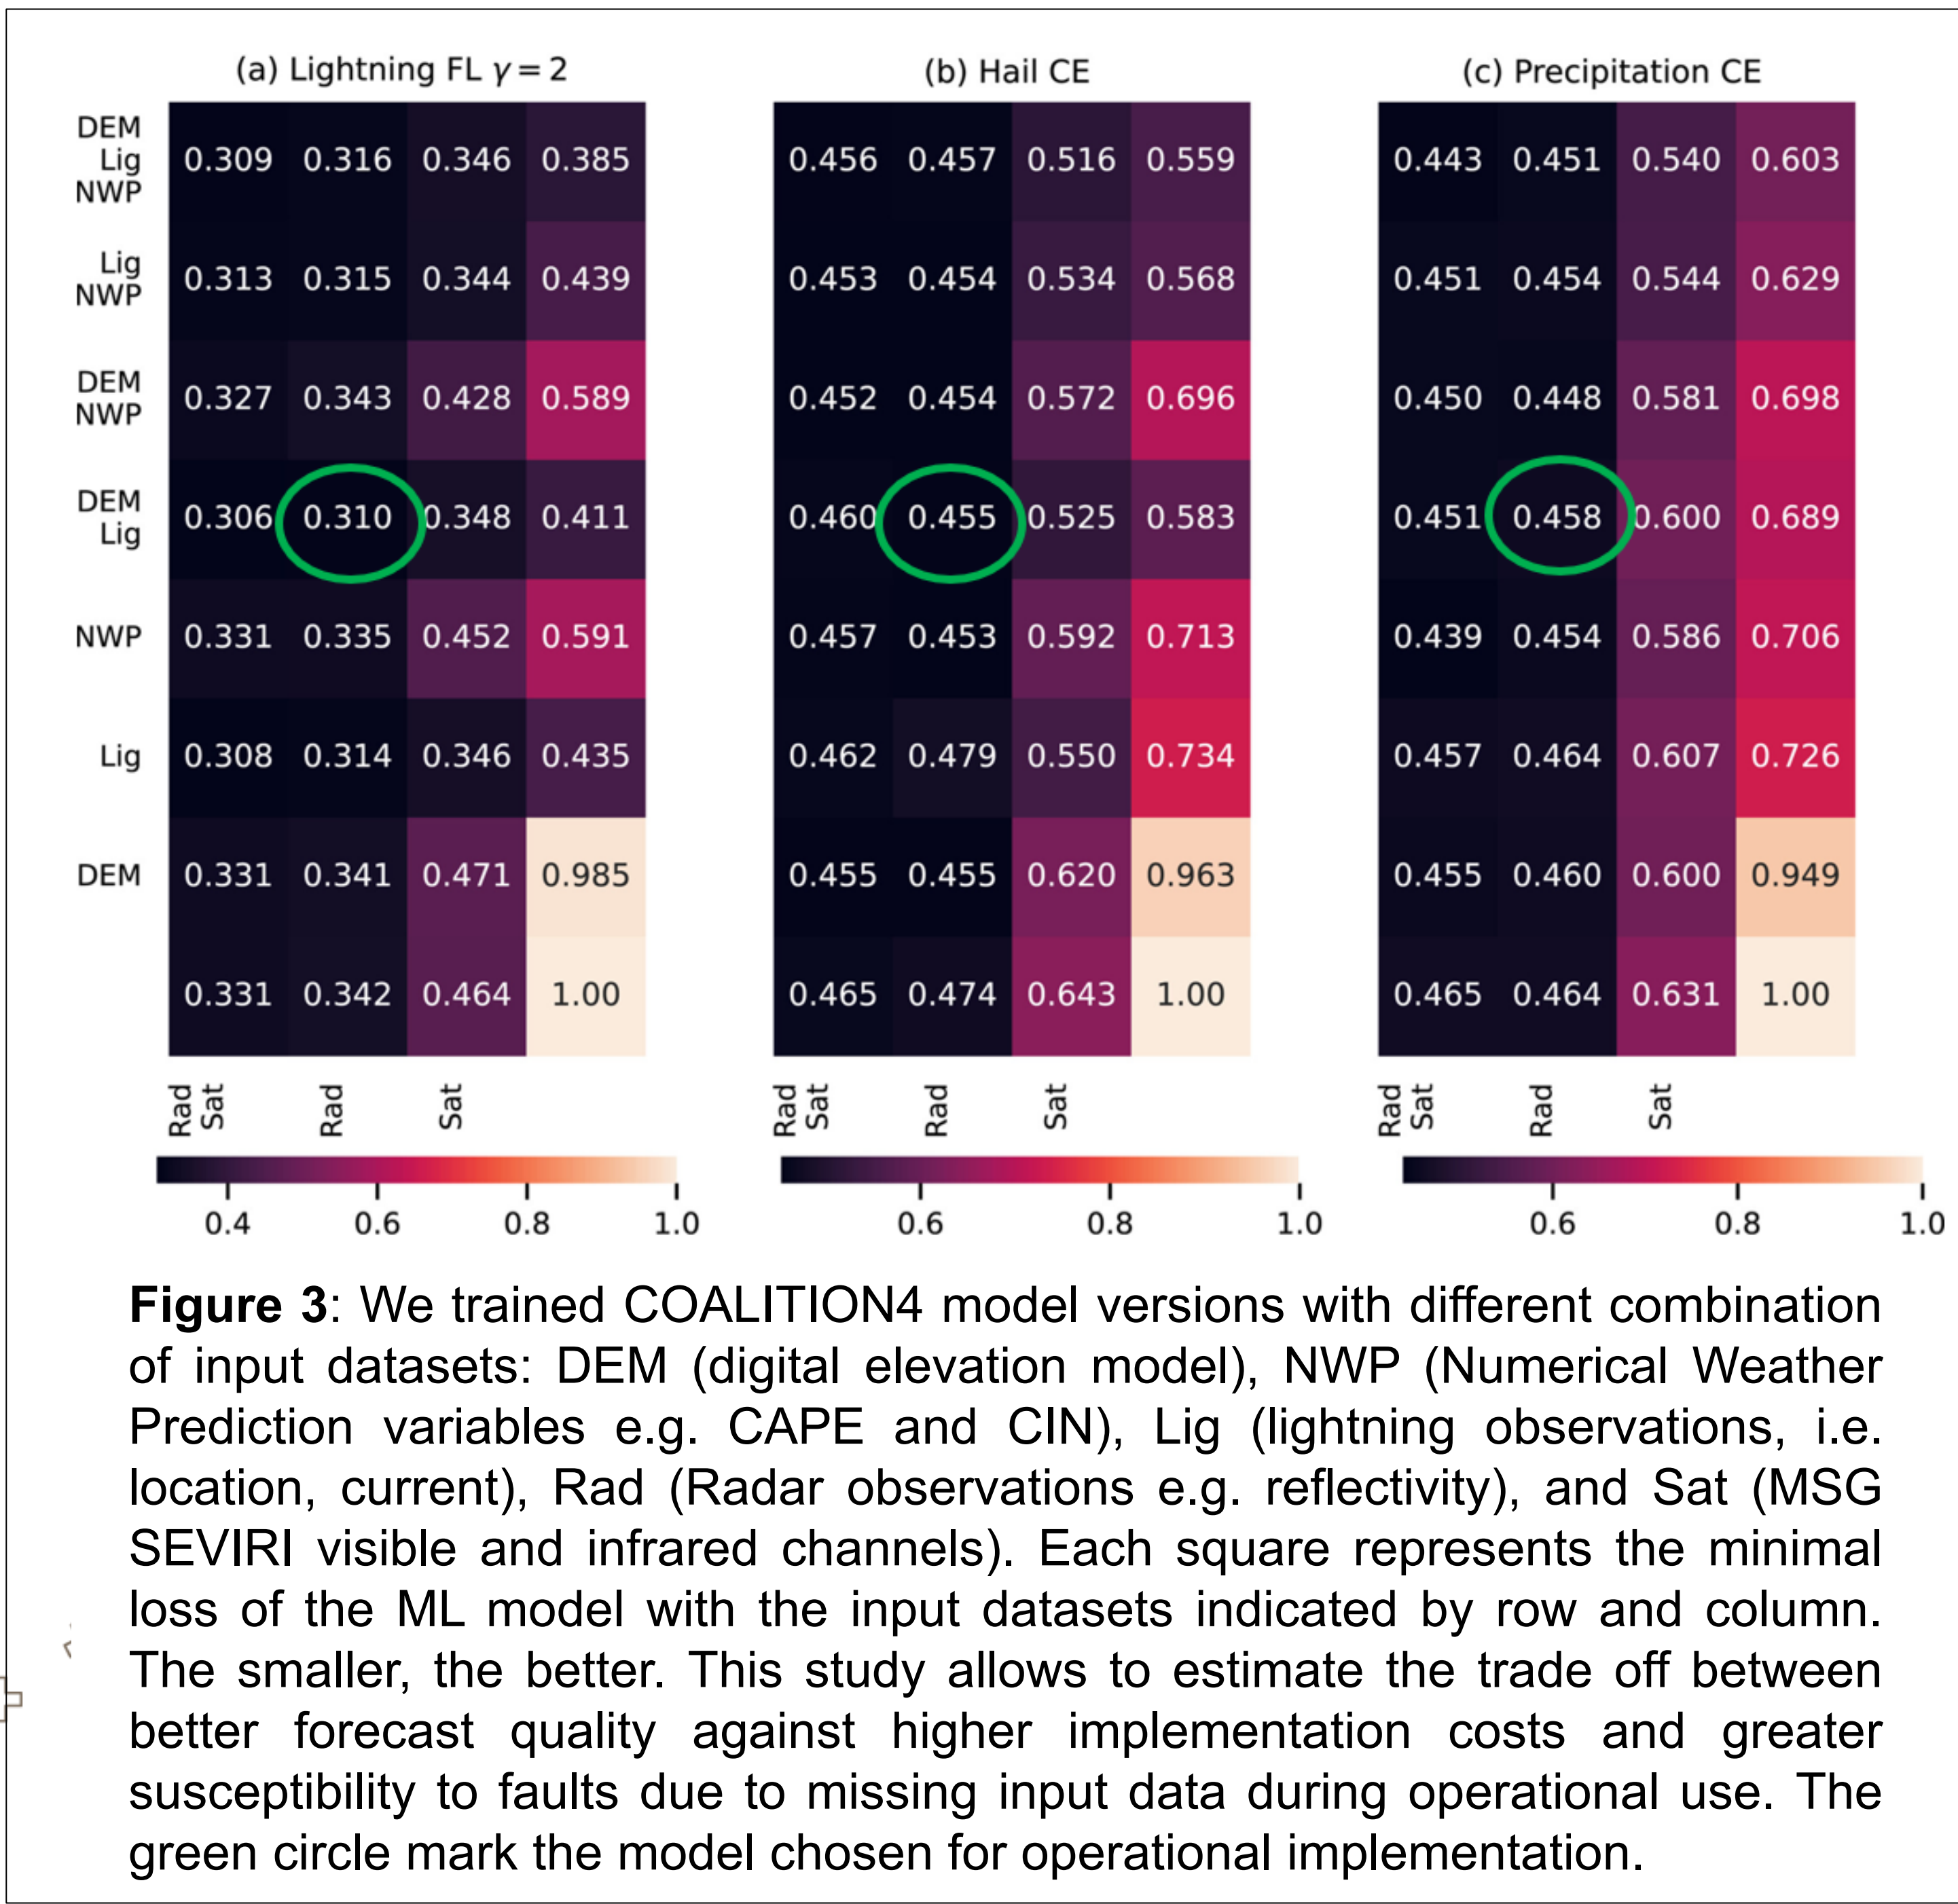 (a) Lightning FL γ = 2
(b) Hail CE
(c) Precipitation CE
DEM
Lig
NWP
0.309 0.316 0.346 0.385 0.456 0.457 0.516 0.559 0.443 0.451 0.540 0.603
Lig
NWP
0.313 0.315 0.344 0.439 0.453 0.454 0.534 0.568 0.451 0.454 0.544 0.629
DEM
NWP
0.327 0.343 0.428 0.589 0.452 0.454 0.572 0.696 0.450 0.448 0.581 0.698
DEM
Lig
0.306 0.310 0.348 0.411 0.460 0.455 0.525 0.583 0.451 0.458 0.600 0.689
NWP 0.331 0.335 0.452 0.591 0.457 0.453 0.592 0.713 0.439 0.454 0.586 0.706
Lig 0.308 0.314 0.346 0.435 0.462 0.479 0.550 0.734 0.457 0.464 0.607 0.726
DEM 0.331 0.341 0.471 0.985 0.455 0.455 0.620 0.963 0.455 0.460 0.600 0.949
0.331 0.342 0.464 1.00 0.465 0.474 0.643 1.00 0.465 0.464 0.631 1.00
Rad
Sat
Rad
Sat
Rad
Sat
Rad
Sat
Rad
Sat
Rad
Sat
0.4 0.6 0.8 1.0
0.6 0.8 1.0
0.6 0.8 1.0
Figure 3: We trained COALITION4 model versions with different combination
of input datasets: DEM (digital elevation model), NWP (Numerical Weather
Prediction variables e.g. CAPE and CIN), Lig (lightning observations, i.e.
location, current), Rad (Radar observations e.g. reflectivity), and Sat (MSG
SEVIRI visible and infrared channels). Each square represents the minimal
loss of the ML model with the input datasets indicated by row and column.
The smaller, the better. This study allows to estimate the trade off between
better forecast quality against higher implementation costs and greater
susceptibility to faults due to missing input data during operational use. The
green circle mark the model chosen for operational implementation.